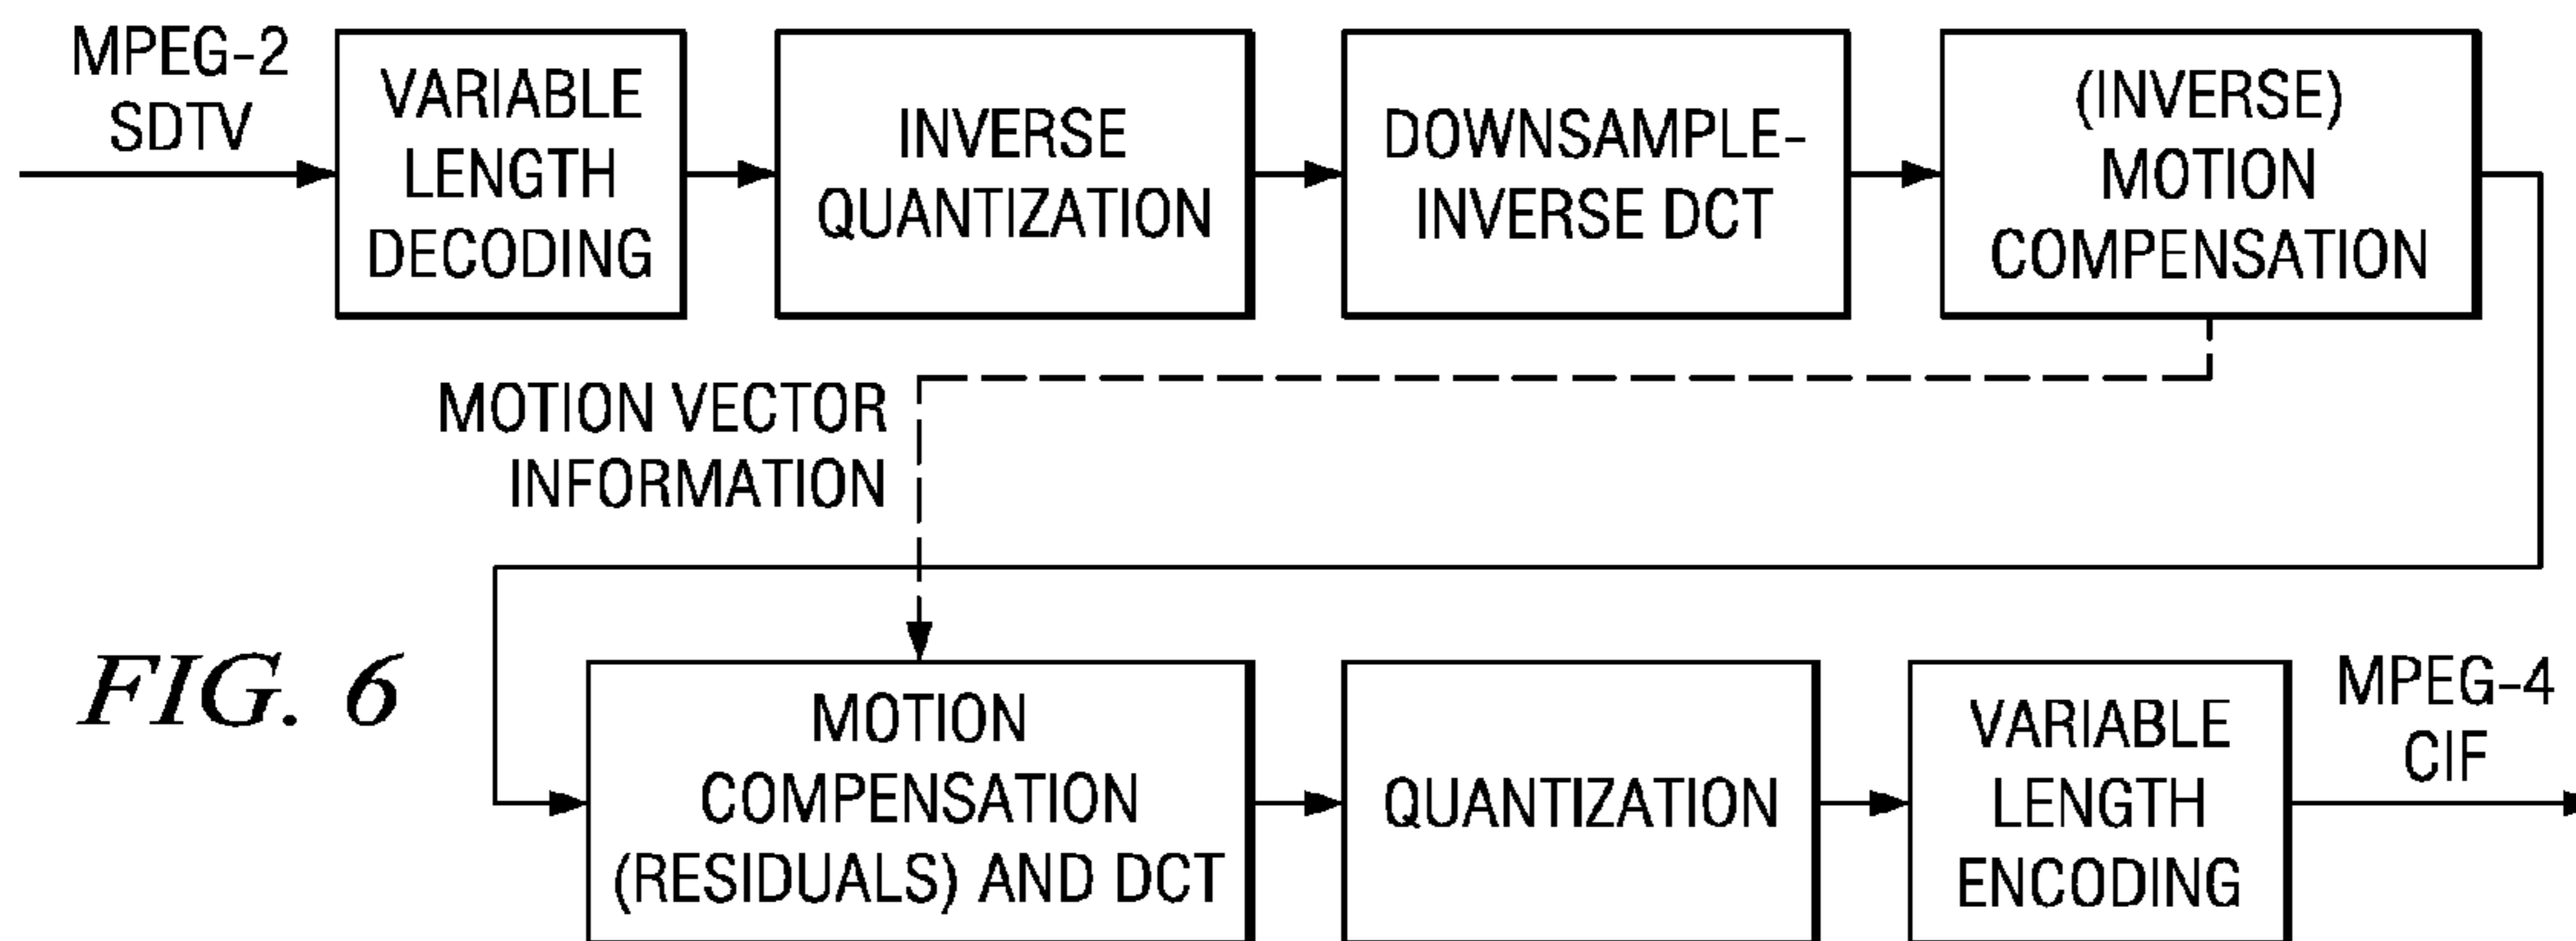 MPEG-2
SDTV
VARIABLE
LENGTH
DECODING
INVERSE
QUANTIZATION
DOWNSAMPLE-
INVERSE DCT
(INVERSE)
MOTION
COMPENSATION
MOTION VECTOR
INFORMATION
FIG. 6
MOTION
COMPENSATION
(RESIDUALS) AND DCT
QUANTIZATION
VARIABLE
LENGTH
ENCODING
MPEG-4
CIF